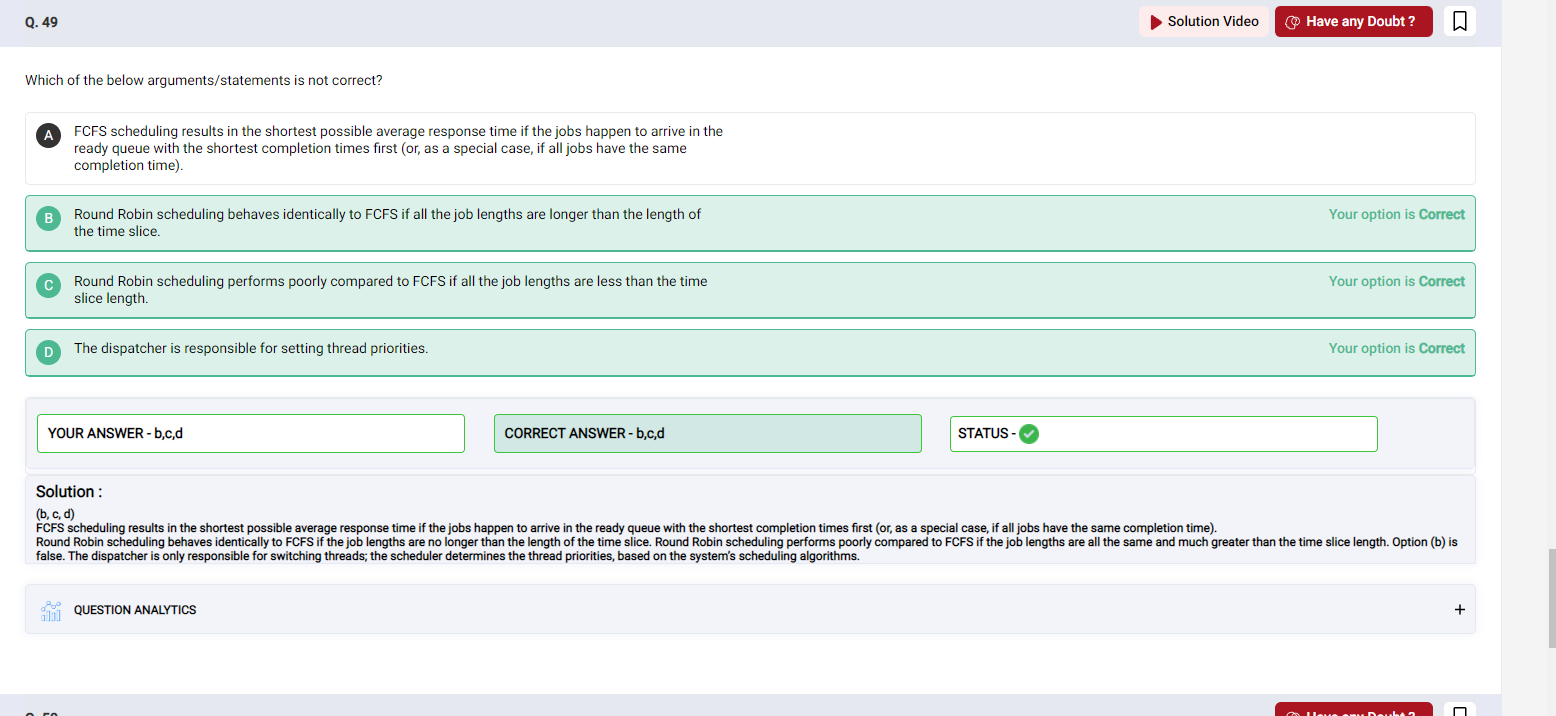 Q. 49
Solution Video
Have any Doubt ?
Which of the below arguments/statements is not correct?
A
FCFS scheduling results in the shortest possible average response time if the jobs happen to arrive in the
ready queue with the shortest completion times first (or, as a special case, if all jobs have the same
completion time).
B
Round Robin scheduling behaves identically to FCFS if all the job lengths are longer than the length of
the time slice.
Your option is Correct
C
Round Robin scheduling performs poorly compared to FCFS if all the job lengths are less than the time
slice length.
Your option is Correct
D
The dispatcher is responsible for setting thread priorities.
Your option is Correct
YOUR ANSWER - b,c,d
CORRECT ANSWER - b,c,d
STATUS -
Solution :
(b, c, d)
FCFS scheduling results in the shortest possible average response time if the jobs happen to arrive in the ready queue with the shortest completion times first (or, as a special case, if all jobs have the same completion time).
Round Robin scheduling behaves identically to FCFS if the job lengths are no longer than the length of the time slice. Round Robin scheduling performs poorly compared to FCFS if the job lengths are all the same and much greater than the time slice length. Option (b) is
false. The dispatcher is only responsible for switching threads; the scheduler determines the thread priorities, based on the system's scheduling algorithms.
QUESTION ANALYTICS
+
Q. 50
Have any Doubt ?